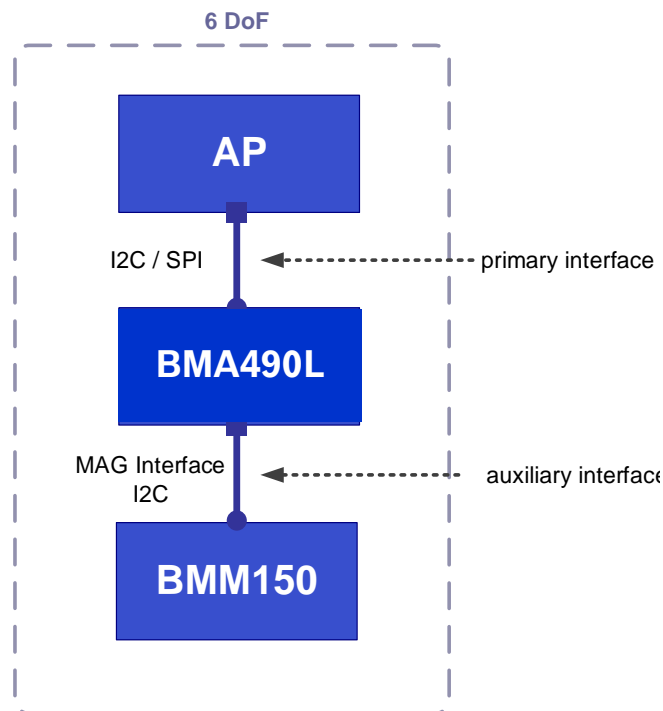 6 DoF
AP
I2C / SPI
primary interface
BMA490L
MAG Interface
I2C
auxiliary interface
BMM150